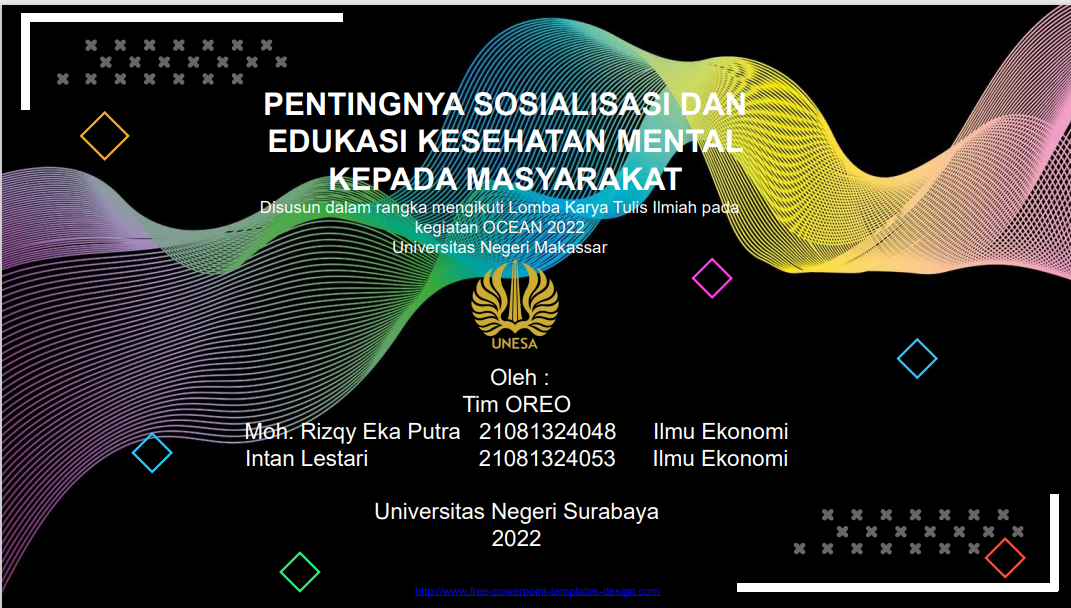 PENTINGNYA SOSIALISASI DAN
EDUKASI KESEHATAN MENTAL
KEPADA MASYARAKAT
Disusun dalam rangka mengikuti Lomba Karya Tulis Ilmiah pada
kegiatan OCEAN 2022
Universitas Negeri Makassar
UNESA
Oleh :
Tim OREO
Moh. Rizqy Eka Putra 21081324048 Ilmu Ekonomi
Intan Lestari 21081324053 Ilmu Ekonomi
Universitas Negeri Surabaya
2022
http://www.free-powerpoint-templates-design.com